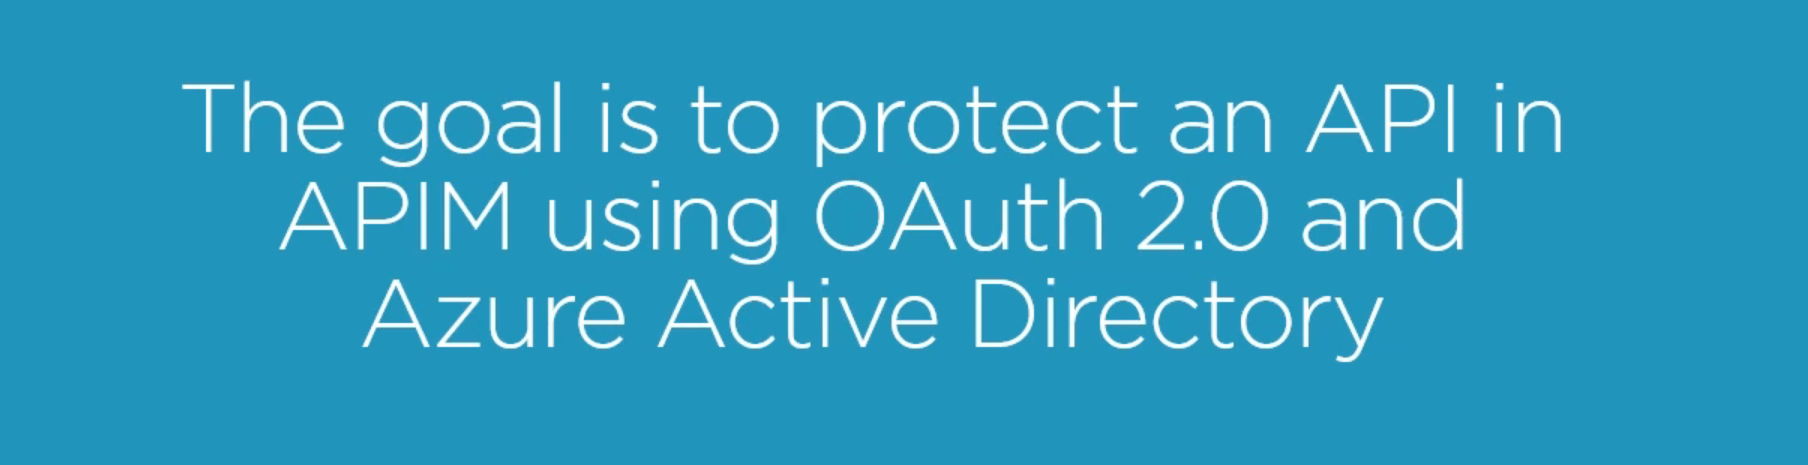 The goal is to protect an API in
APIM using OAuth 2.0 and
Azure Active Directory